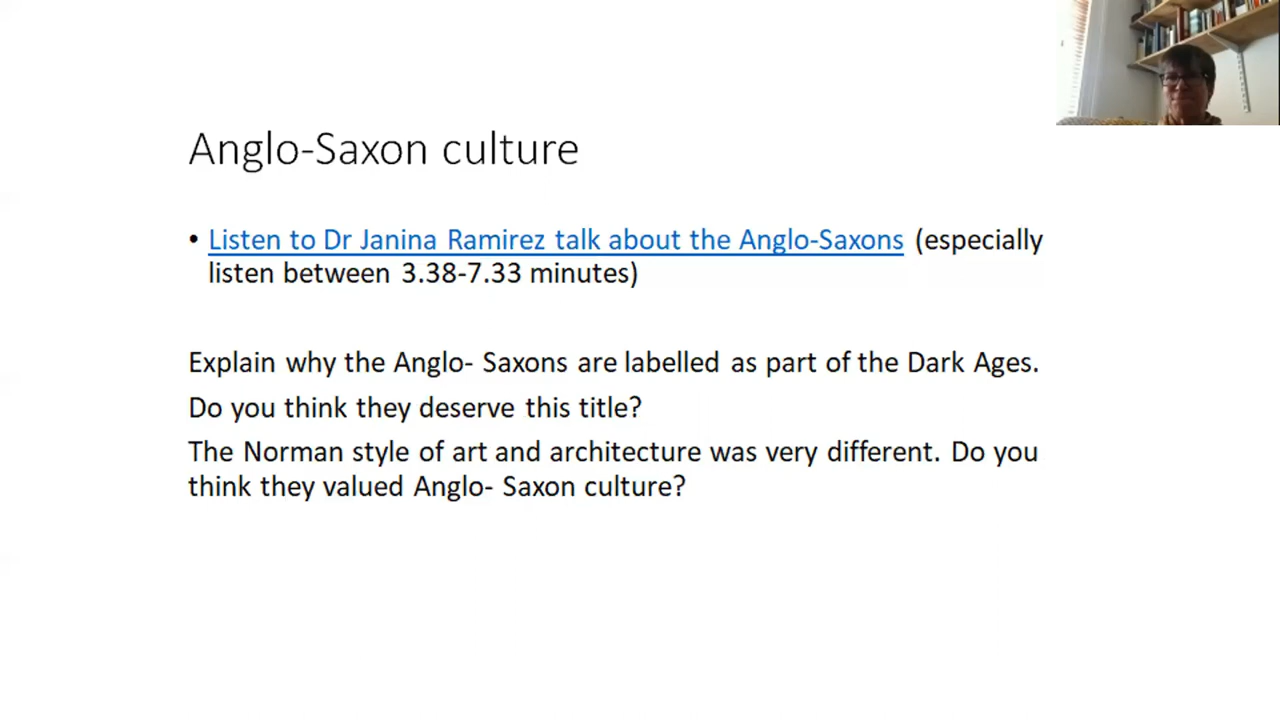 Anglo-Saxon culture
• Listen to Dr Janina Ramirez talk about the Anglo-Saxons (especially
listen between 3.38-7.33 minutes)
Explain why the Anglo- Saxons are labelled as part of the Dark Ages.
Do you think they deserve this title?
The Norman style of art and architecture was very different. Do you
think they valued Anglo- Saxon culture?